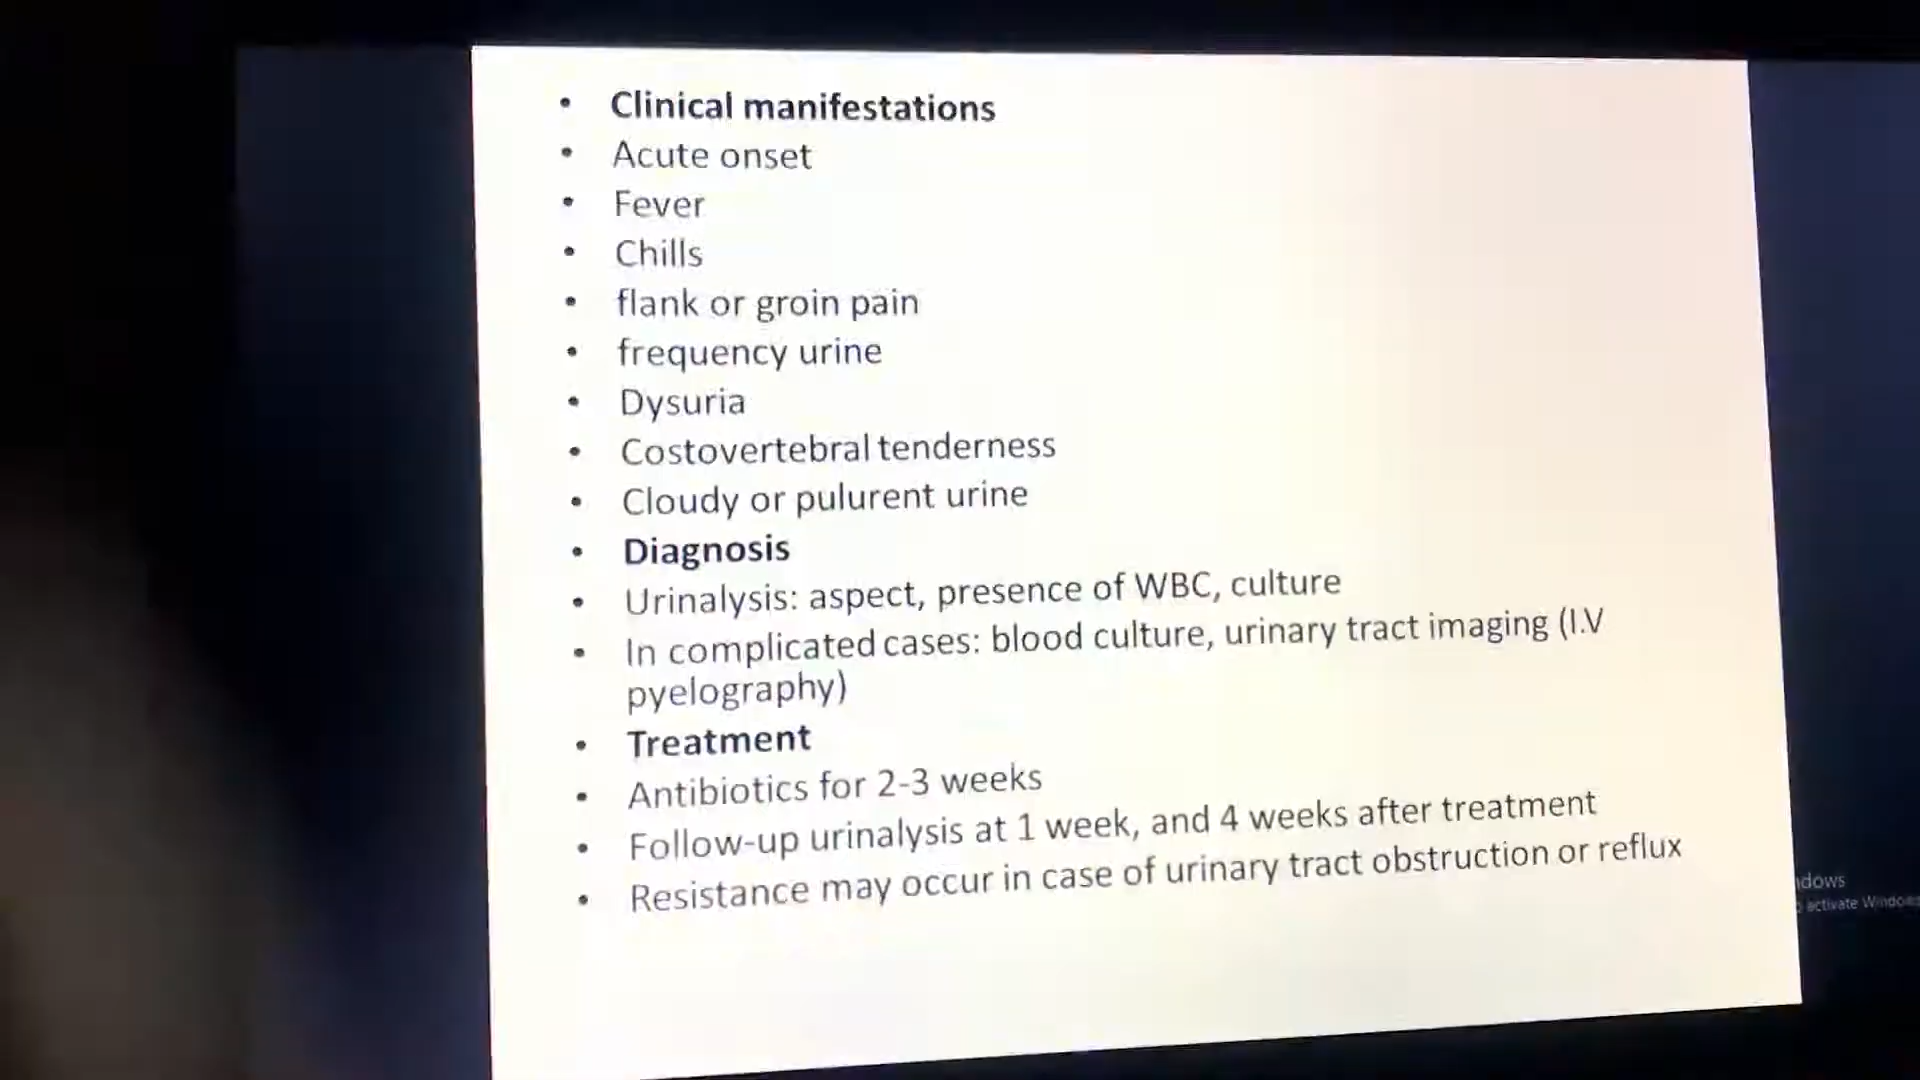 • Clinical manifestations
• Acute onset
• Fever
• Chills
• flank or groin pain
• frequency urine
• Dysuria
• Costovertebral tenderness
• Cloudy or pulurent urine
• Diagnosis
• Urinalysis: aspect, presence of WBC, culture
• In complicated cases: blood culture, urinary tract imaging (I.V
pyelography)
• Treatment
• Antibiotics for 2-3 weeks
• Follow-up urinalysis at 1 week, and 4 weeks after treatment
• Resistance may occur in case of urinary tract obstruction or reflux
activate Windows